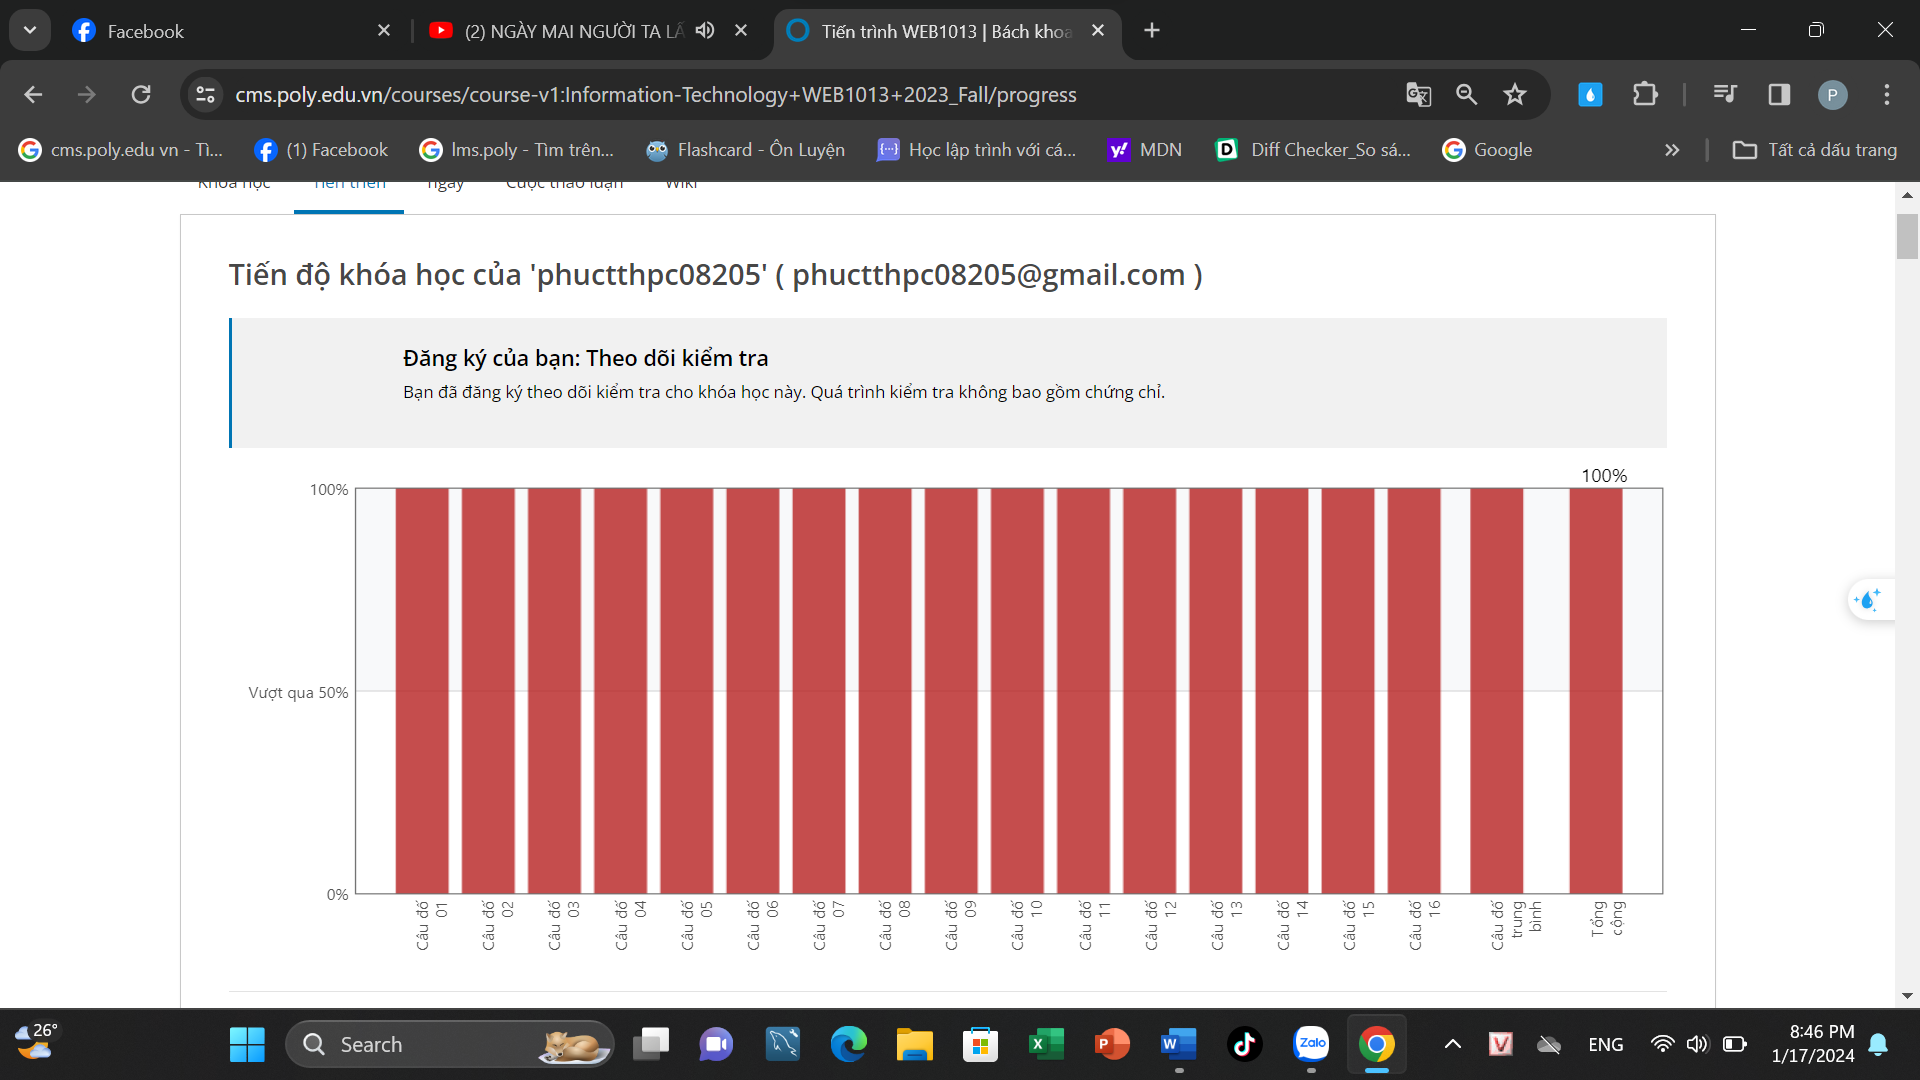 Facebook
(2) NGÀY MAI NGƯỜI TA LẤ
Tiến trình WEB1013 | Bách khoa
cms.poly.edu.vn/courses/course-v1:Information-Technology+WEB1013+2023_Fall/progress
P
cms.poly.edu vn - Tì...
(1) Facebook
lms.poly - Tìm trên...
Flashcard - Ôn Luyện
Học lập trình với cá...
MDN
Diff Checker_So sá...
Google
Tất cả dấu trang
Khóa học
Tiến triển
ngày
Cuộc thảo luận
Wiki
Tiến độ khóa học của 'phuctthpc08205' ( phuctthpc08205@gmail.com )
Đăng ký của bạn: Theo dõi kiểm tra
Bạn đã đăng ký theo dõi kiểm tra cho khóa học này. Quá trình kiểm tra không bao gồm chứng chỉ.
100%
100%
Vượt qua 50%
0%
Câu đố 01
Câu đố 02
Câu đố 03
Câu đố 04
Câu đố 05
Câu đố 06
Câu đố 07
Câu đố 08
Câu đố 09
Câu đố 10
Câu đố 11
Câu đố 12
Câu đố 13
Câu đố 14
Câu đố 15
Câu đố 16
Câu đố trung bình
Tổng cộng
26°
Search
Zalo
ENG
8:46 PM
1/17/2024